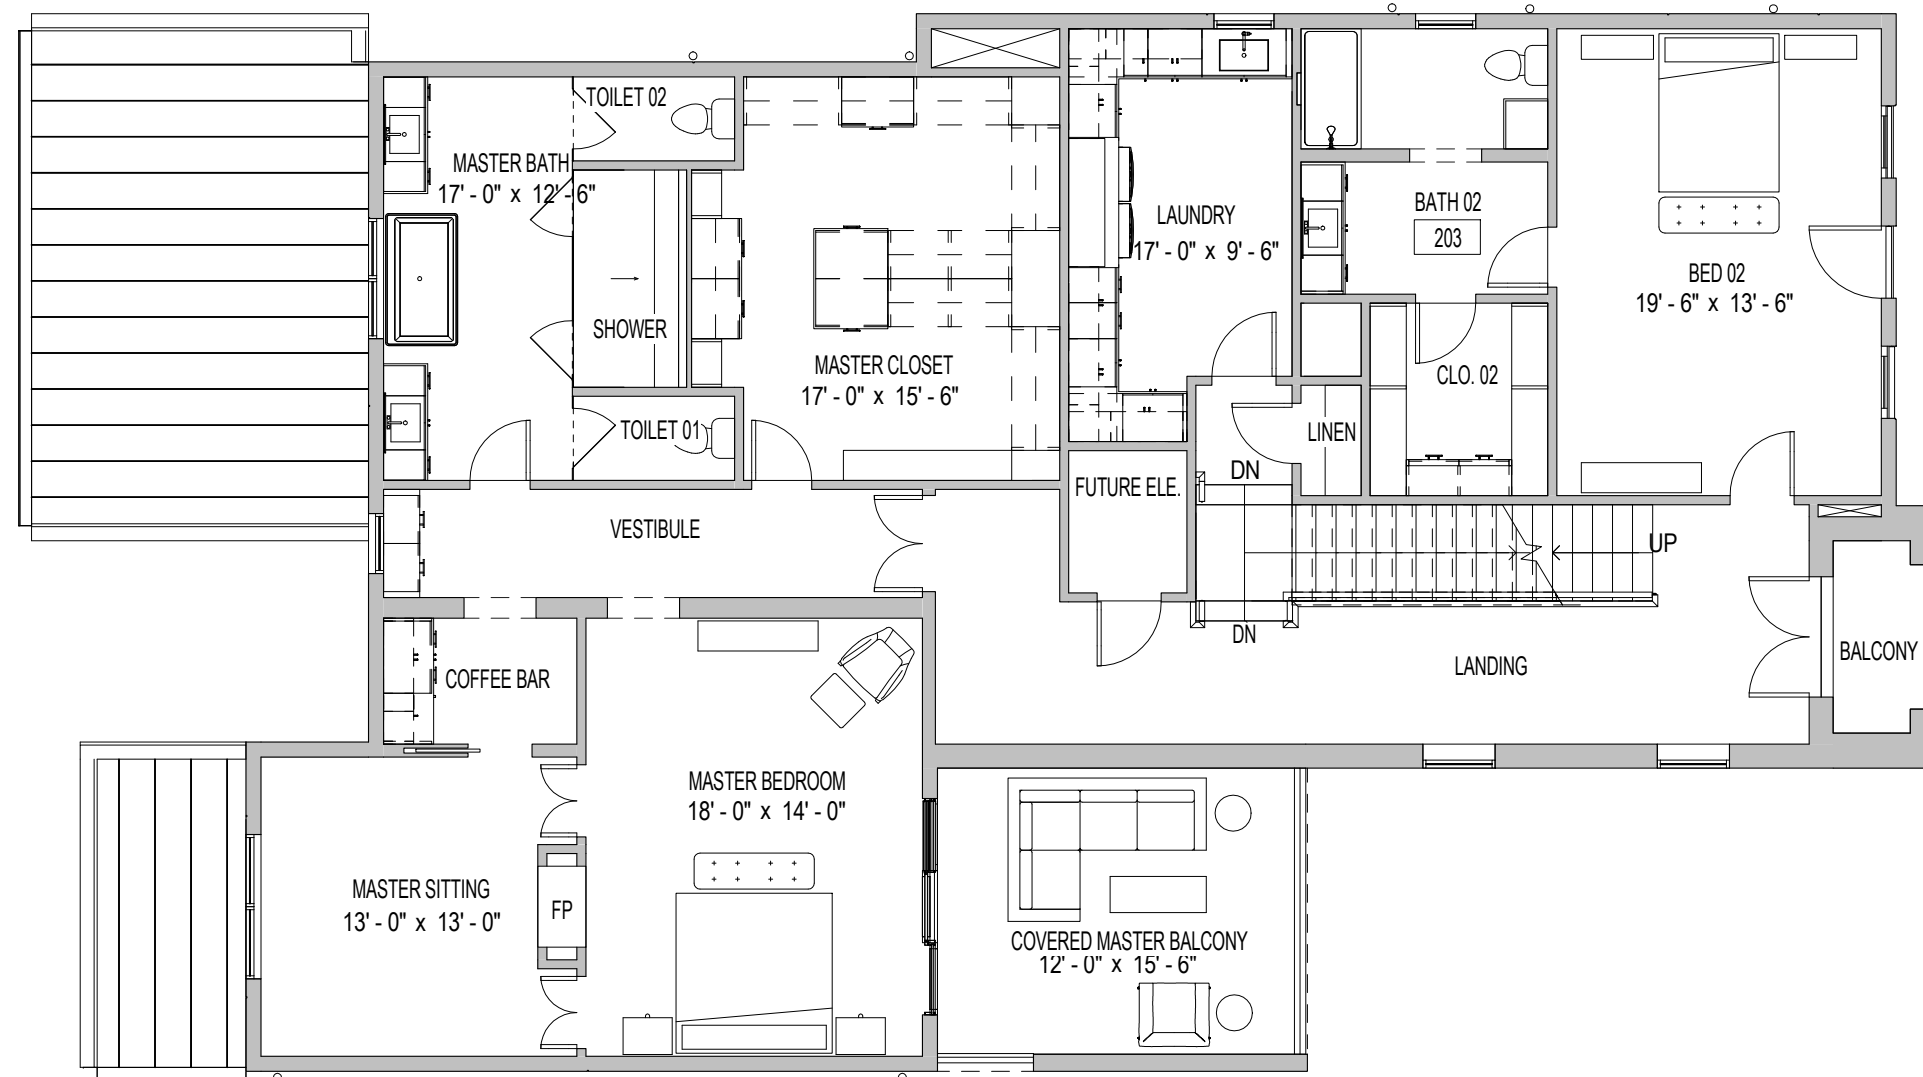 TOILET 02
MASTER BATH
17' - 0" x 12' - 6"
SHOWER
TOILET 01
MASTER CLOSET
17' - 0" x 15' - 6"
LAUNDRY
17' - 0" x 9' - 6"
BATH 02
203
BED 02
19' - 6" x 13' - 6"
CLO. 02
LINEN
DN
FUTURE ELE.
VESTIBULE
UP
DN
LANDING
BALCONY
COFFEE BAR
MASTER BEDROOM
18' - 0" x 14' - 0"
MASTER SITTING
13' - 0" x 13' - 0"
FP
COVERED MASTER BALCONY
12' - 0" x 15' - 6"